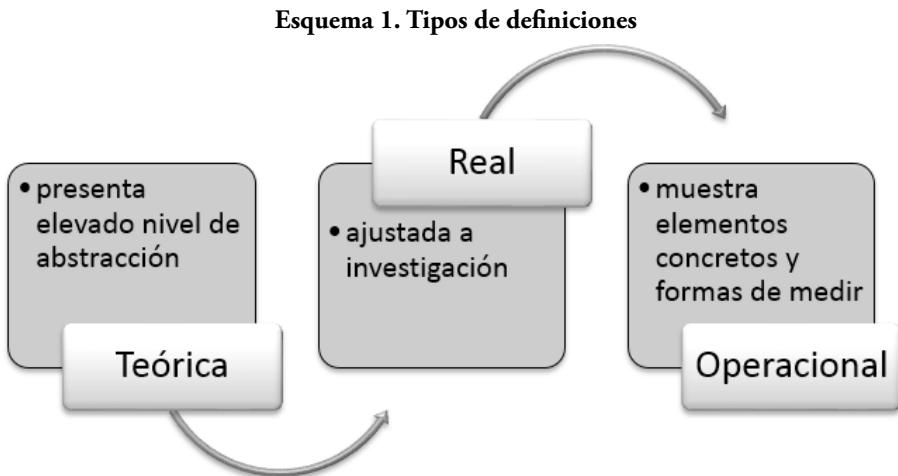 Esquema 1. Tipos de definiciones
• presenta
elevado nivel de
abstracción
Teórica
Real
• ajustada a
investigación
• muestra
elementos
concretos y
formas de medir
Operacional